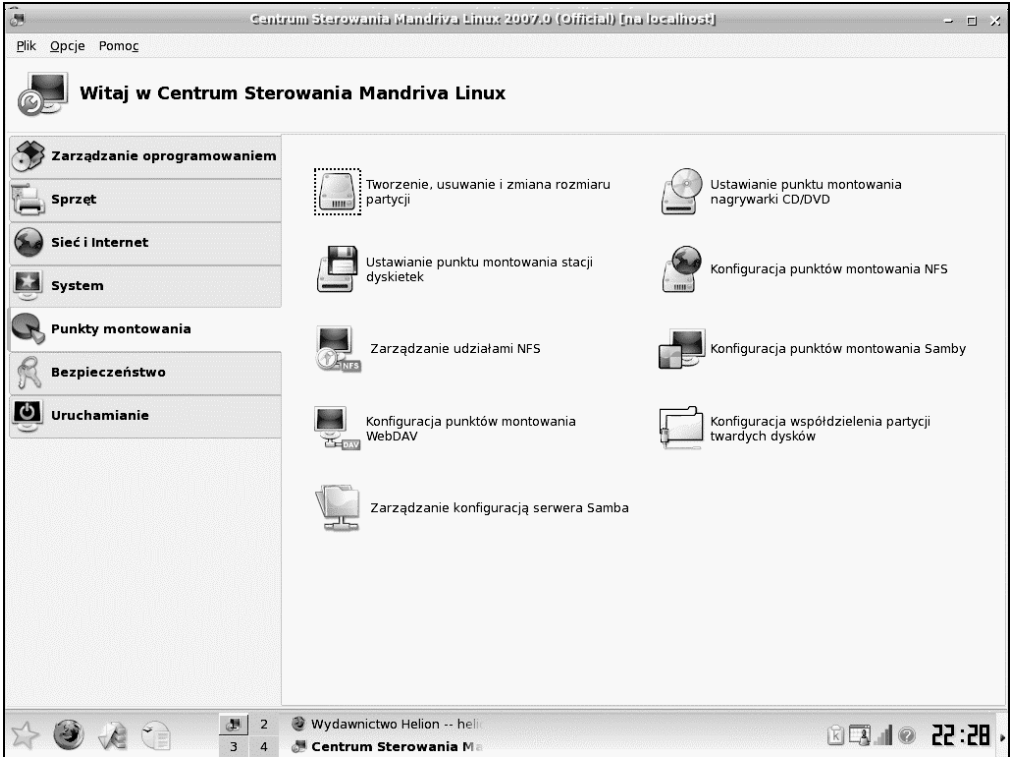 Centrum Sterowania Mandriva Linux 2007.0 (Official) [na localhost]
Plik Opcje Pomoc
Witaj w Centrum Sterowania Mandriva Linux
Zarządzanie oprogramowaniem
Sprzęt
Sieć i Internet
System
Punkty montowania
Bezpieczeństwo
Uruchamianie
Tworzenie, usuwanie i zmiana rozmiaru
partycji
Ustawianie punktu montowania
nagrywarki CD/DVD
Ustawianie punktu montowania stacji
dyskietek
Konfiguracja punktów montowania NFS
NFS
Zarządzanie udziałami NFS
Konfiguracja punktów montowania Samby
DAV
Konfiguracja punktów montowania
WebDAV
Konfiguracja współdzielenia partycji
twardych dysków
Zarządzanie konfiguracją serwera Samba
2
3 4
Wydawnictwo Helion -- heli
Centrum Sterowania Ma
22:28